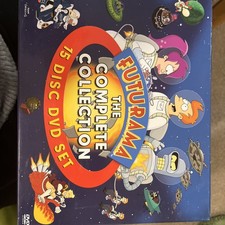 FUTURAMA
THE
COMPLETE
COLLECTION
15 DISC DVD SET